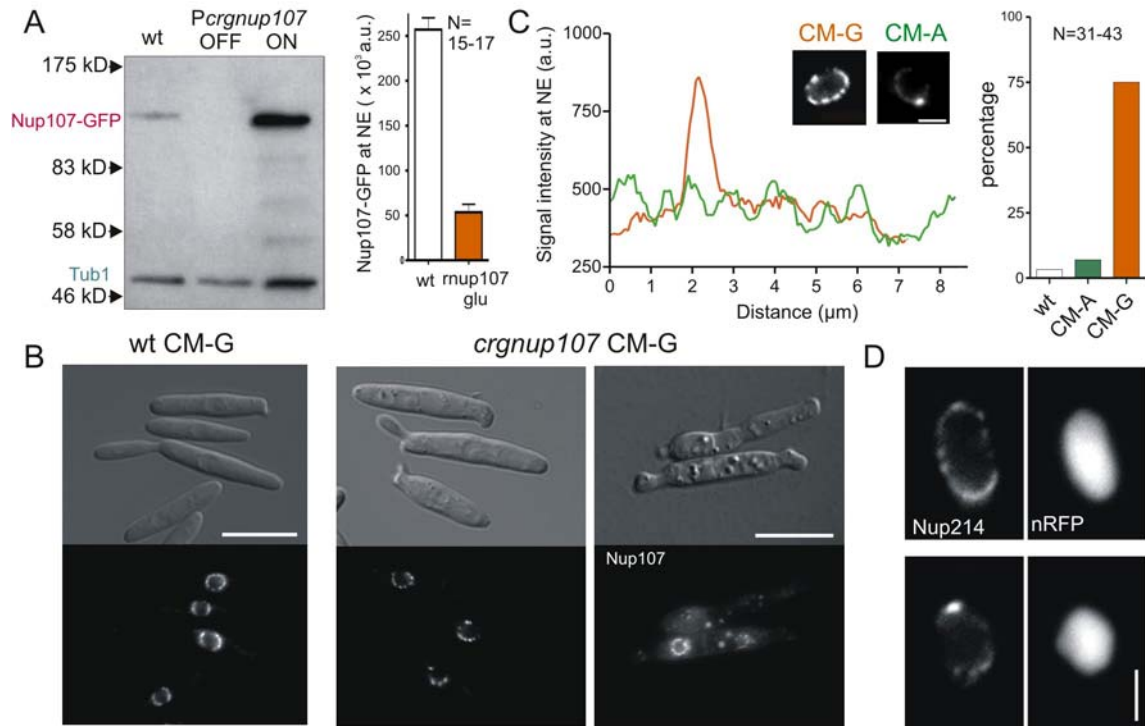 A
wt
Pcrgnup107
OFF ON
175 kD
Nup107-GFP
83 kD
58 kD
Tub1
46 kD
Nup107-GFP at NE ( x 10³ a.u.)
250
200
150
100
50
0
N=
15-17
wt
rnup107
glu
C
Signal intensity at NE (a.u.)
1000
750
500
250
CM-G CM-A
0 1 2 3 4 5 6 7 8
Distance (µm)
percentage
100
75
50
25
0
N=31-43
wt
CM-A
CM-G
B
wt CM-G
crgnup107 CM-G
Nup107
D
Nup214
nRFP